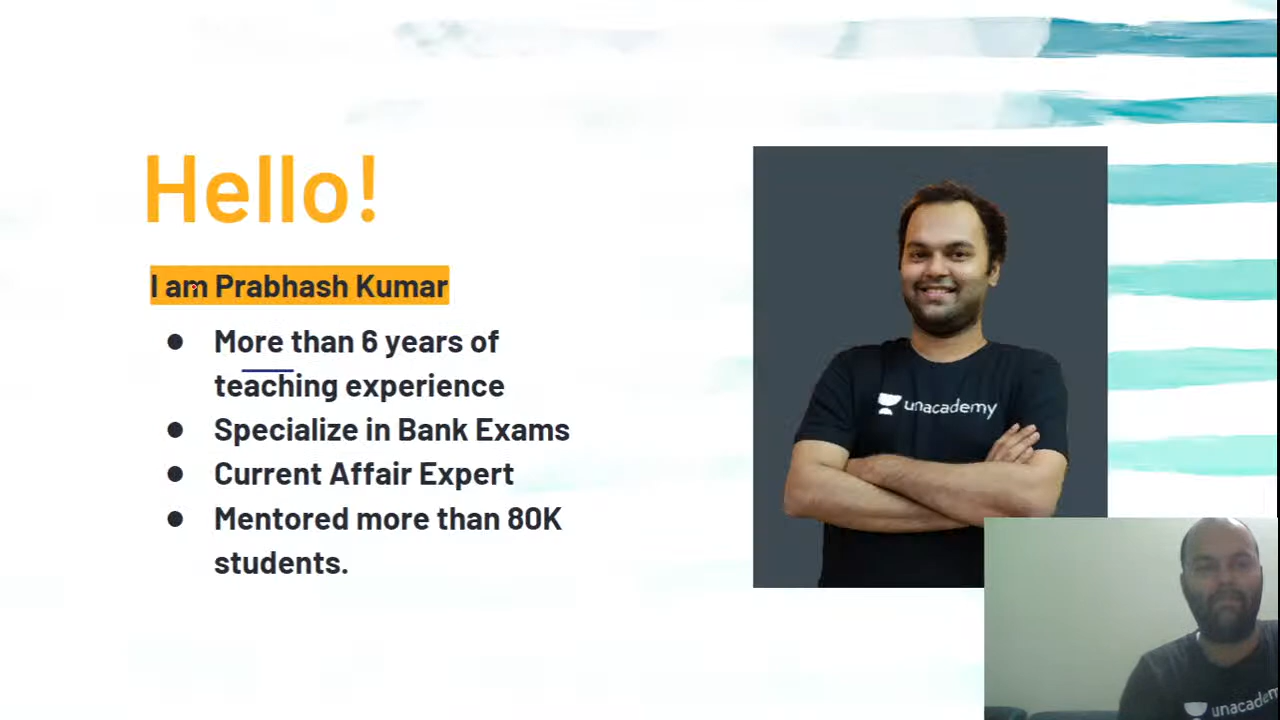 Hello!
I am Prabhash Kumar
● More than 6 years of
teaching experience
● Specialize in Bank Exams
● Current Affair Expert
● Mentored more than 80K
students.
unacademy
unacademy